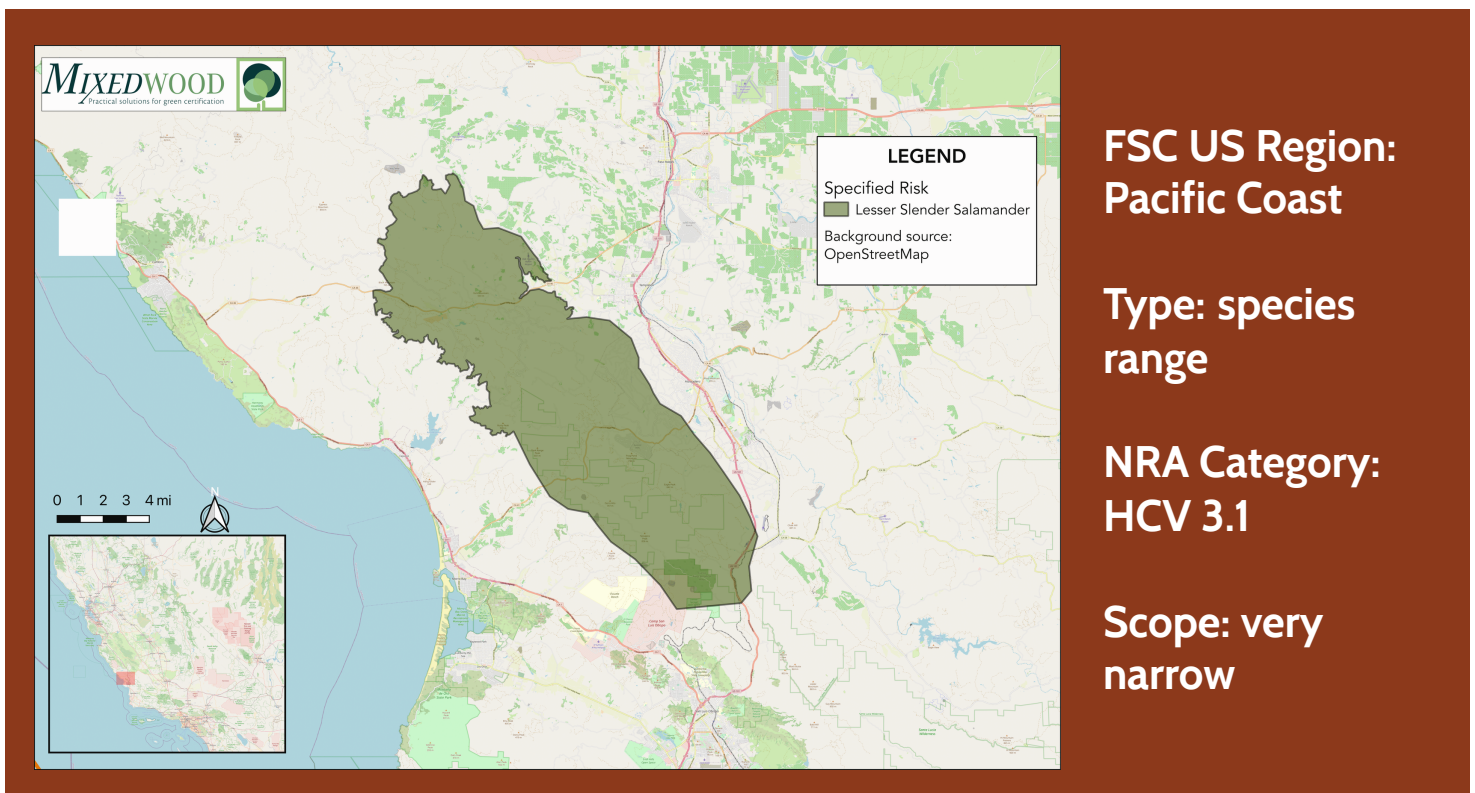 MIXEDWOOD
Practical solutions for green certification
LEGEND
Specified Risk
Lesser Slender Salamander
Background source:
OpenStreetMap
0 1 2 3 4 mi
N
FSC US Region:
Pacific Coast
Type: species
range
NRA Category:
HCV 3.1
Scope: very
narrow